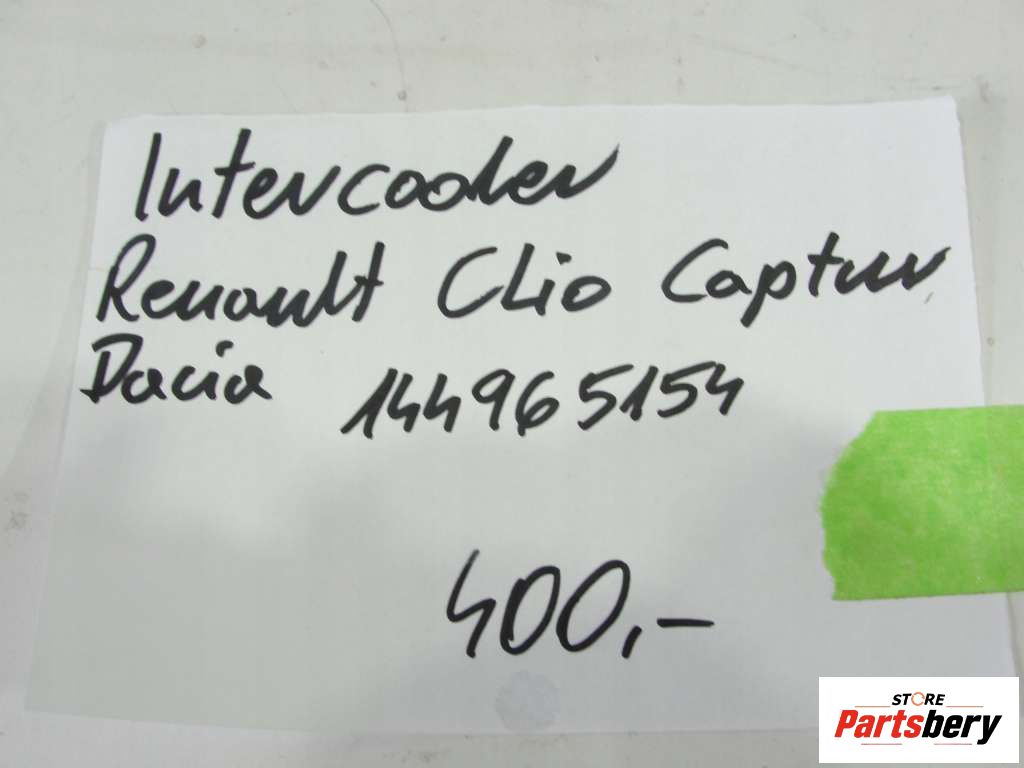 Intercooler
Renault Clio Captur
Dacia 144965154
400,-
STORE
Partsbery